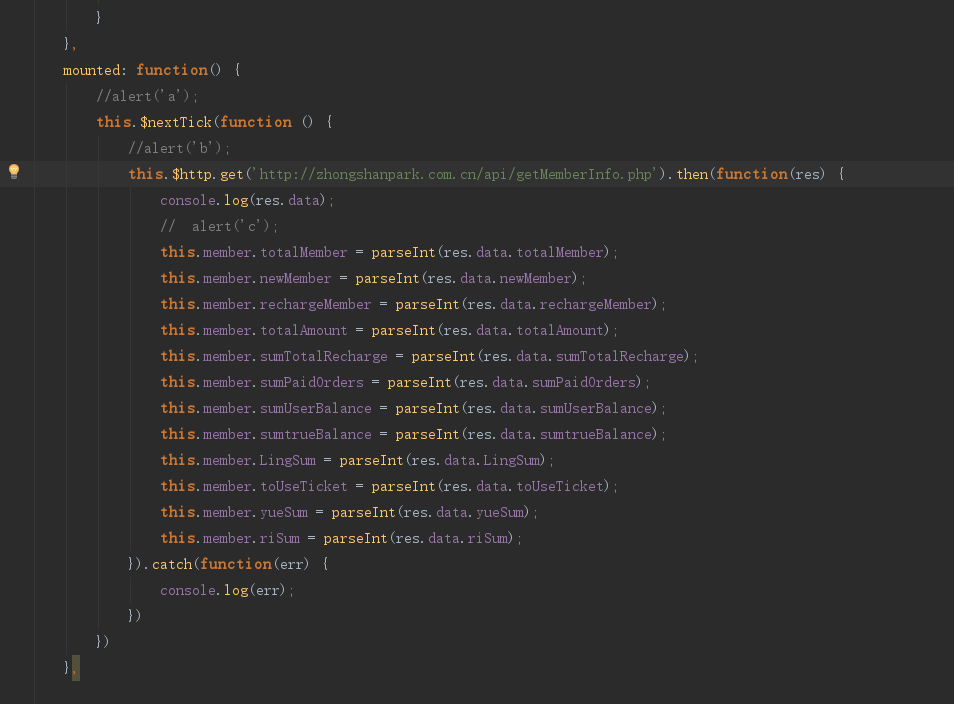 }
},
mounted: function() {
//alert('a');
this.$nextTick(function () {
//alert('b');
this.$http.get('http://zhongshanpark.com.cn/api/getMemberInfo.php').then(function(res) {
console.log(res.data);
//  alert('c');
this.member.totalMember = parseInt(res.data.totalMember);
this.member.newMember = parseInt(res.data.newMember);
this.member.rechargeMember = parseInt(res.data.rechargeMember);
this.member.totalAmount = parseInt(res.data.totalAmount);
this.member.sumTotalRecharge = parseInt(res.data.sumTotalRecharge);
this.member.sumPaidOrders = parseInt(res.data.sumPaidOrders);
this.member.sumUserBalance = parseInt(res.data.sumUserBalance);
this.member.sumtrueBalance = parseInt(res.data.sumtrueBalance);
this.member.LingSum = parseInt(res.data.LingSum);
this.member.toUseTicket = parseInt(res.data.toUseTicket);
this.member.yueSum = parseInt(res.data.yueSum);
this.member.riSum = parseInt(res.data.riSum);
}).catch(function(err) {
console.log(err);
})
})
},